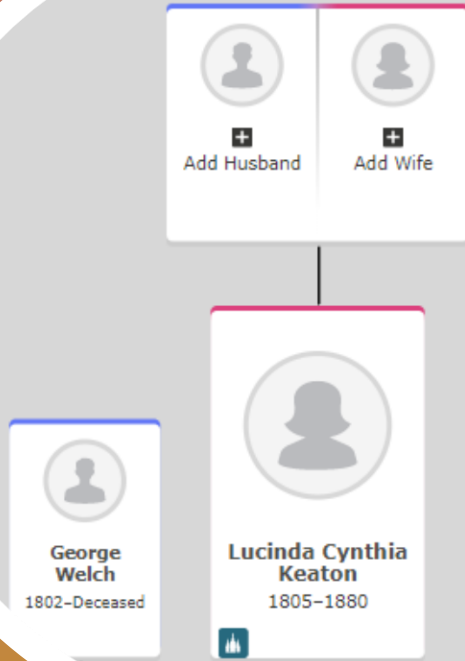 Add Husband
Add Wife
George
Welch
1802–Deceased
Lucinda Cynthia
Keaton
1805–1880